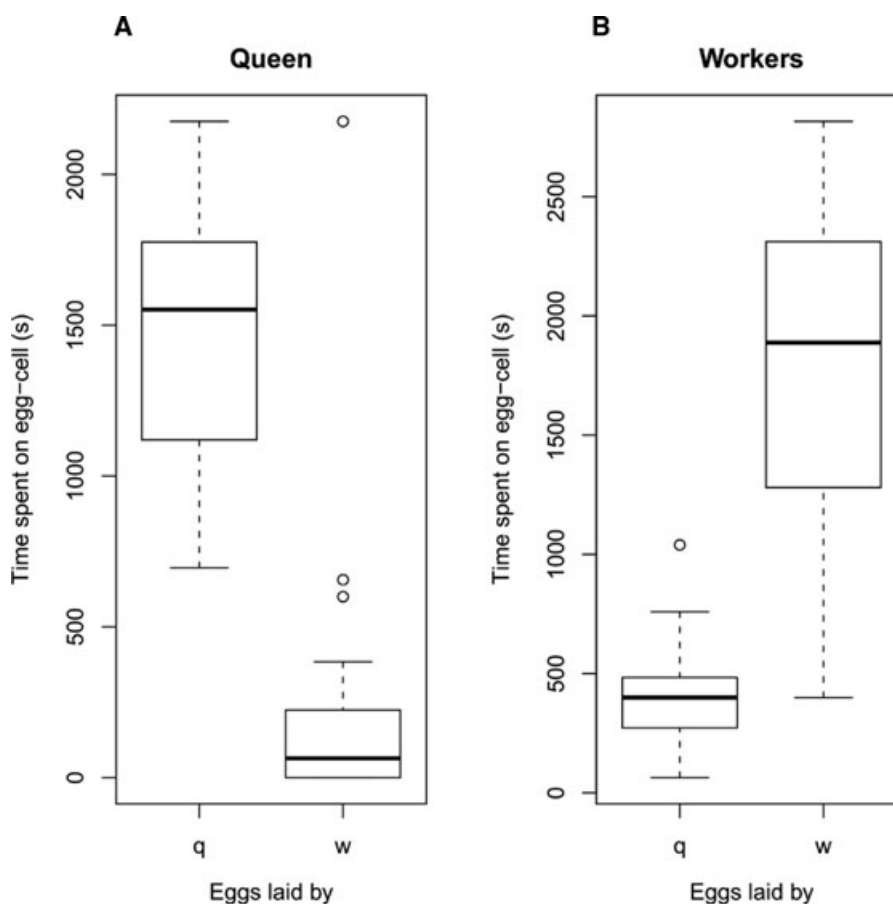 A
Queen
Time spent on egg-cell (s)
2000
1500
1000
500
0
q w
Eggs laid by
B
Workers
Time spent on egg-cell (s)
2500
2000
1500
1000
500
0
q w
Eggs laid by